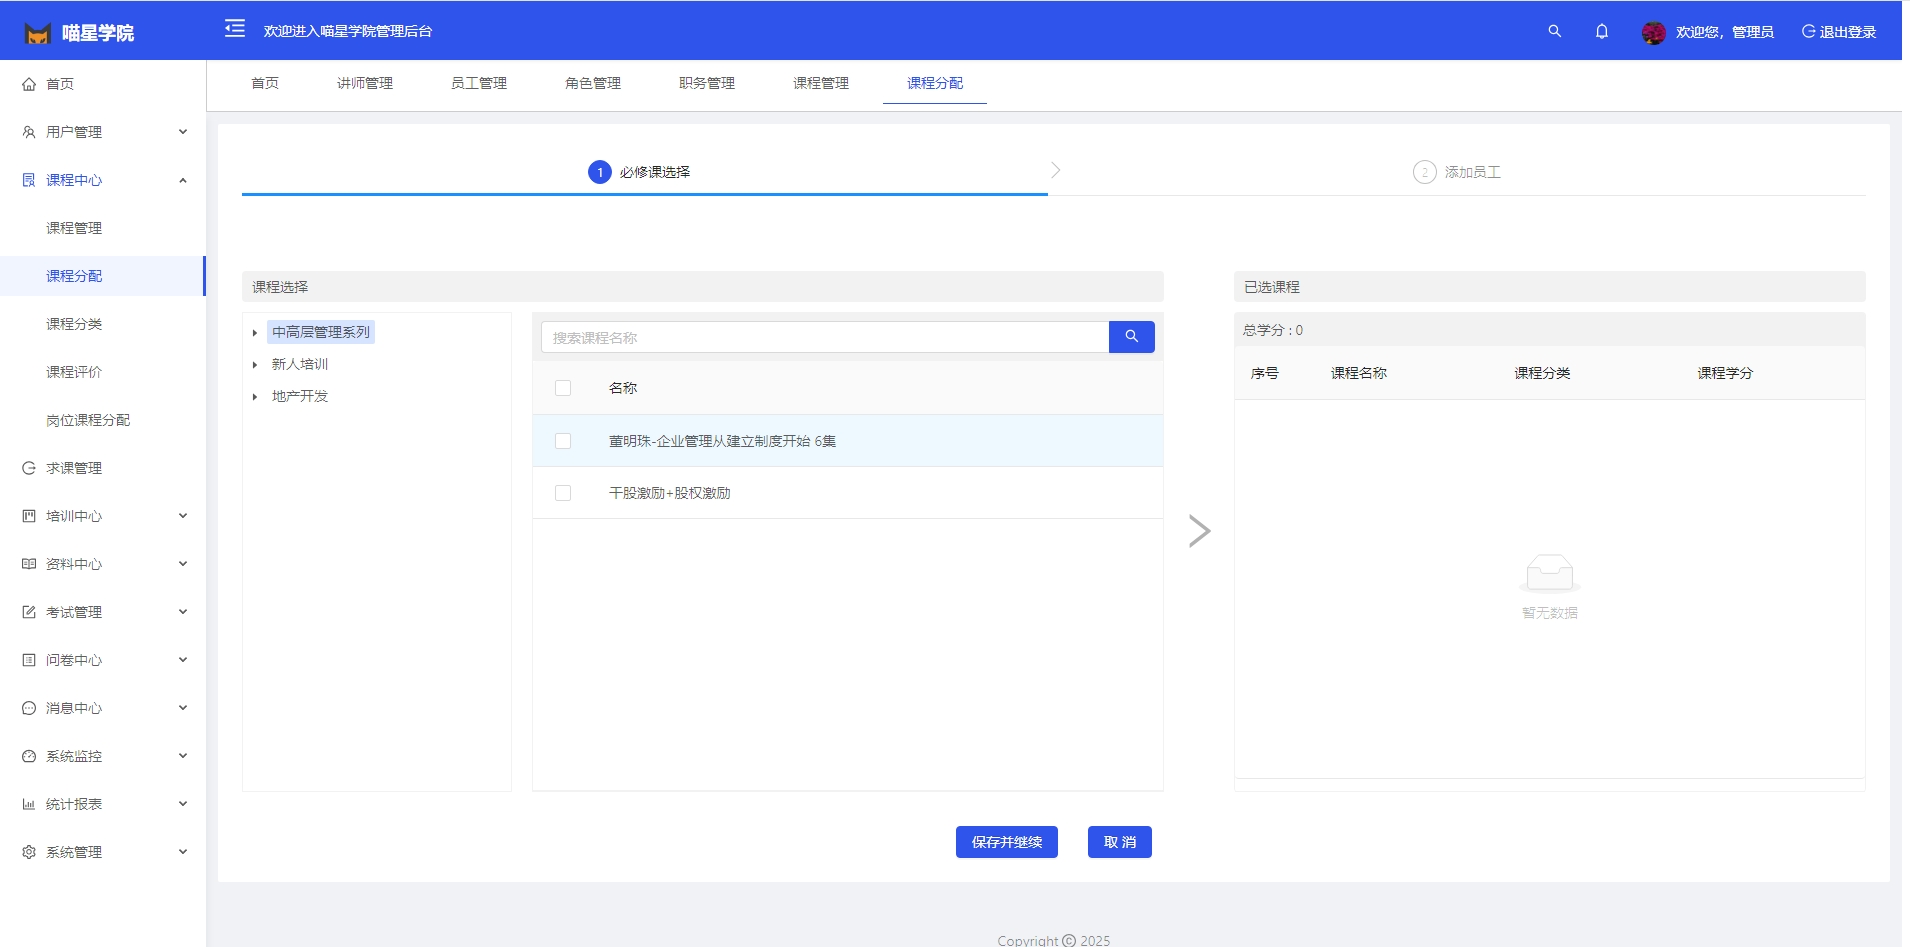 喵星学院
欢迎进入喵星学院管理后台
欢迎您，管理员
退出登录
首页
用户管理
课程中心
课程管理
课程分配
课程分类
课程评价
岗位课程分配
求课管理
培训中心
资料中心
考试管理
问卷中心
消息中心
系统监控
统计报表
系统管理
首页 讲师管理 员工管理 角色管理 职务管理 课程管理 课程分配
1 必修课选择
2 添加员工
课程选择
中高层管理系列
新人培训
地产开发
搜索课程名称
名称
董明珠-企业管理从建立制度开始 6集
干股激励+股权激励
已选课程
总学分 : 0
序号 课程名称 课程分类 课程学分
暂无数据
保存并继续 取 消
Copyright © 2025